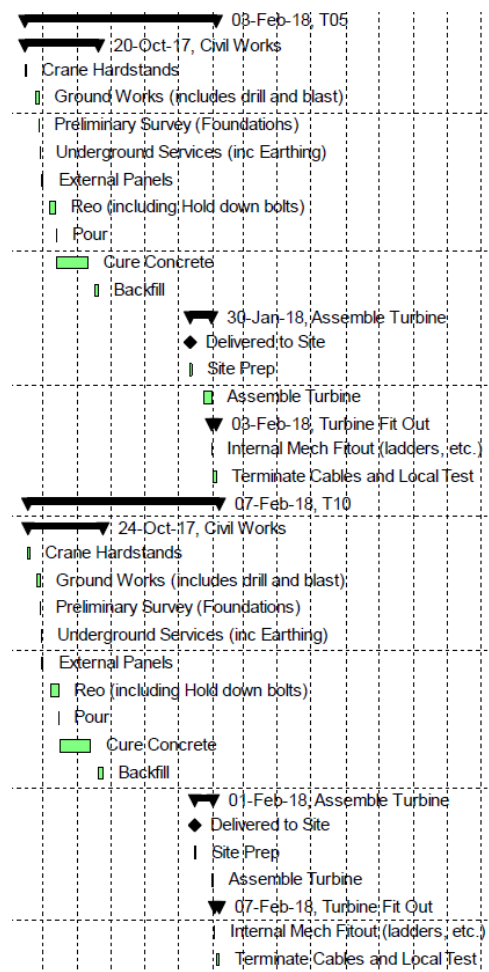 03-Feb-18, T05
20-Oct-17, Civil Works
Crane Hardstands
Ground Works (includes drill and blast)
Preliminary Survey (Foundations)
Underground Services (inc Earthing)
External Panels
Reo (including Hold down bolts)
Pour
Cure Concrete
Backfill
30-Jan-18, Assemble Turbine
Delivered to Site
Site Prep
Assemble Turbine
03-Feb-18, Turbine Fit Out
Internal Mech Fitout (ladders, etc.)
Terminate Cables and Local Test
07-Feb-18, T10
24-Oct-17, Civil Works
Crane Hardstands
Ground Works (includes drill and blast)
Preliminary Survey (Foundations)
Underground Services (inc Earthing)
External Panels
Reo (including Hold down bolts)
Pour
Cure Concrete
Backfill
01-Feb-18, Assemble Turbine
Delivered to Site
Site Prep
Assemble Turbine
07-Feb-18, Turbine Fit Out
Internal Mech Fitout (ladders, etc.)
Terminate Cables and Local Test